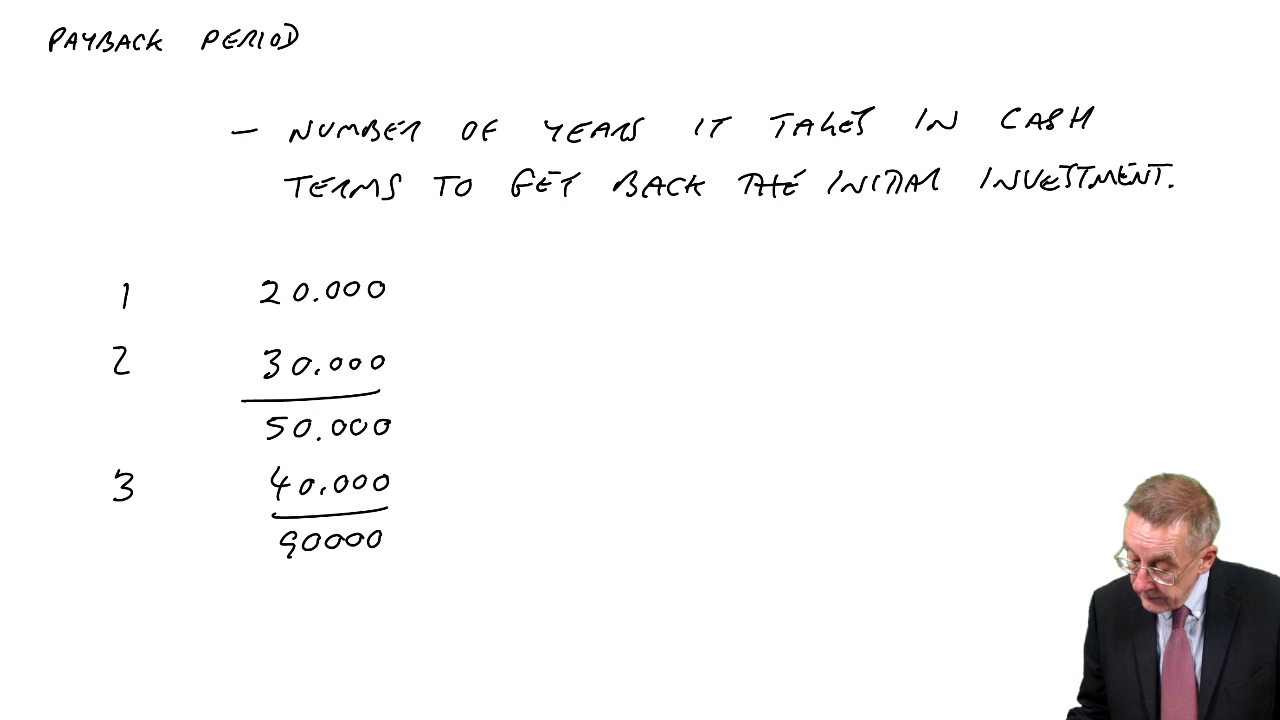 PAYBACK PERIOD
- NUMBER OF YEARS IT TAKES IN CASH
TERMS TO GET BACK THE INITIAL INVESTMENT.
1 20.000
2 30.000
50.000
3 40.000
90000